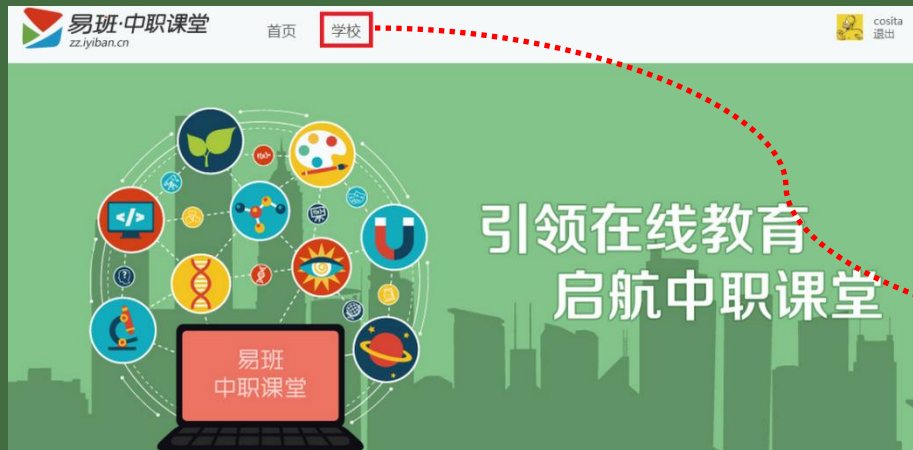 易班·中职课堂
zz.iyiban.cn
首页 学校
cosita
退出
引领在线教育
启航中职课堂
</>
易班
中职课堂